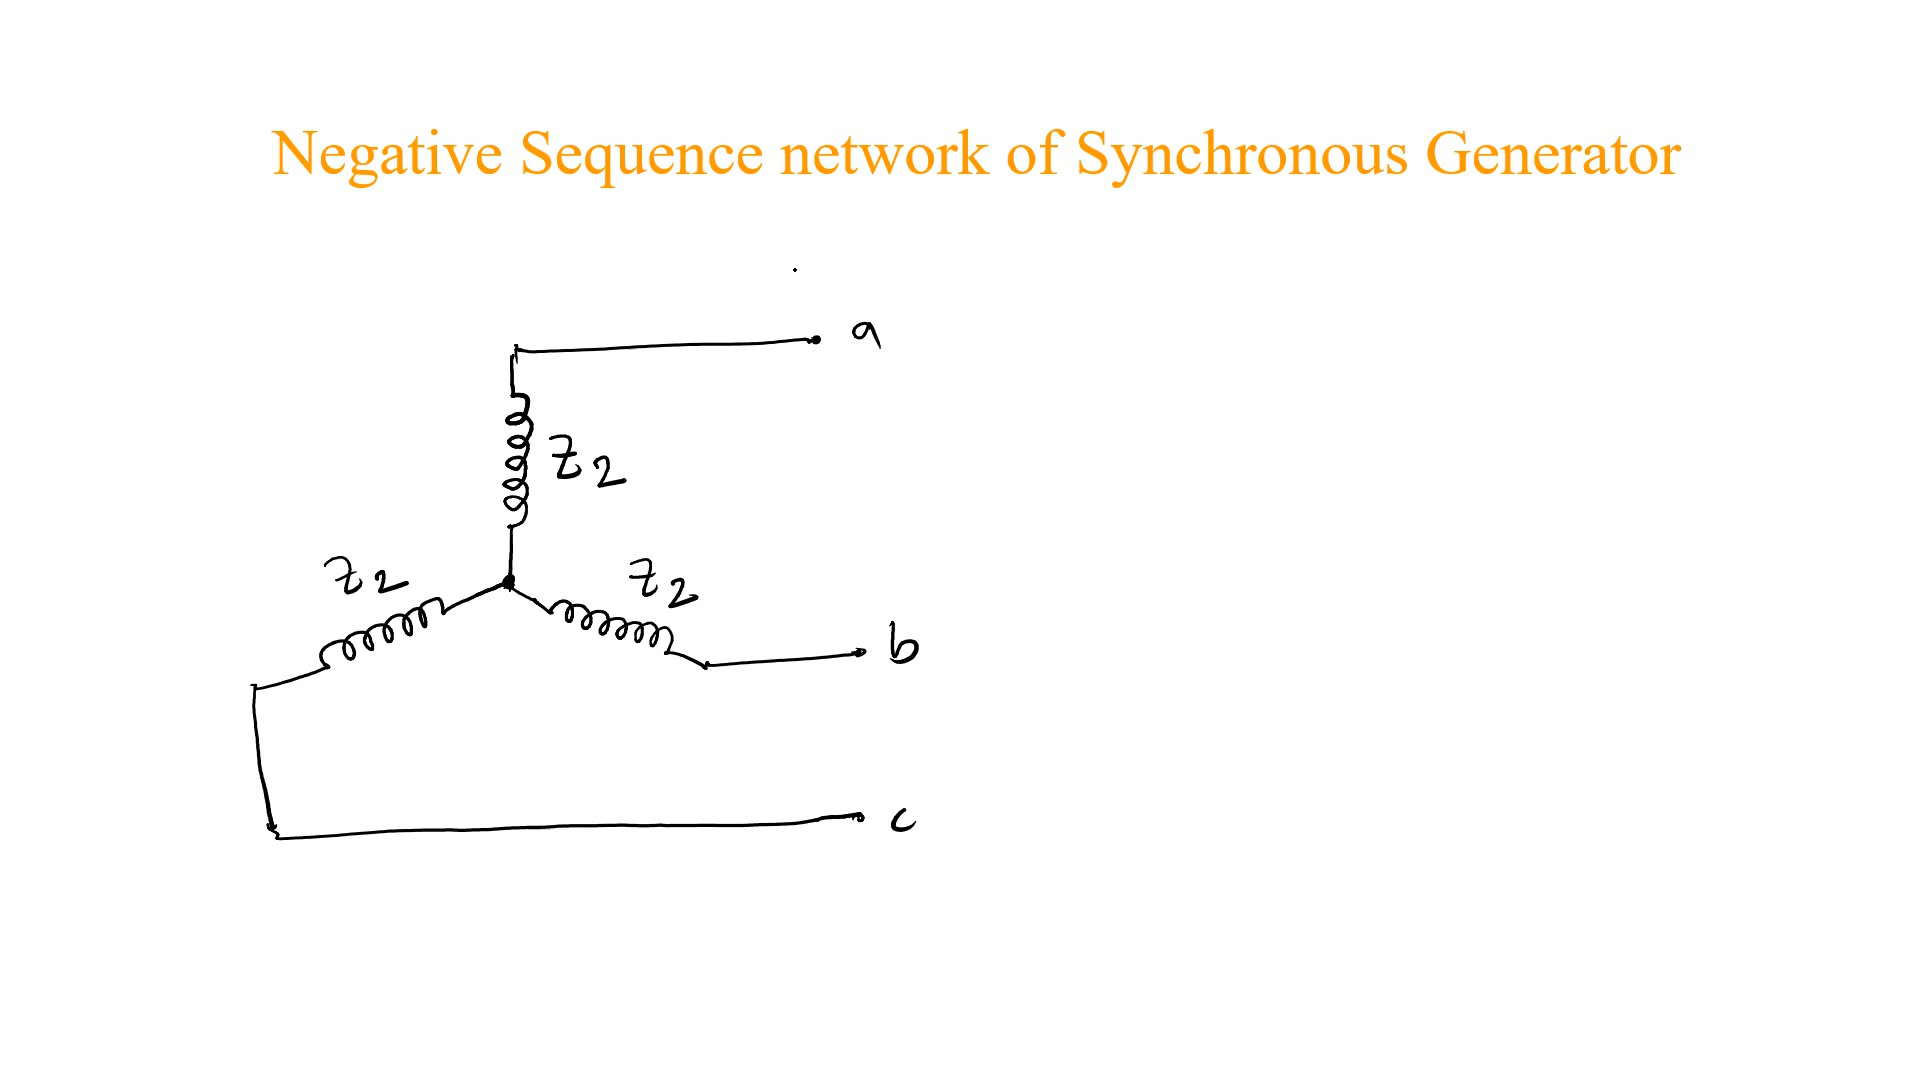 Negative Sequence network of Synchronous Generator
a
Z2
Z2
Z2
b
c